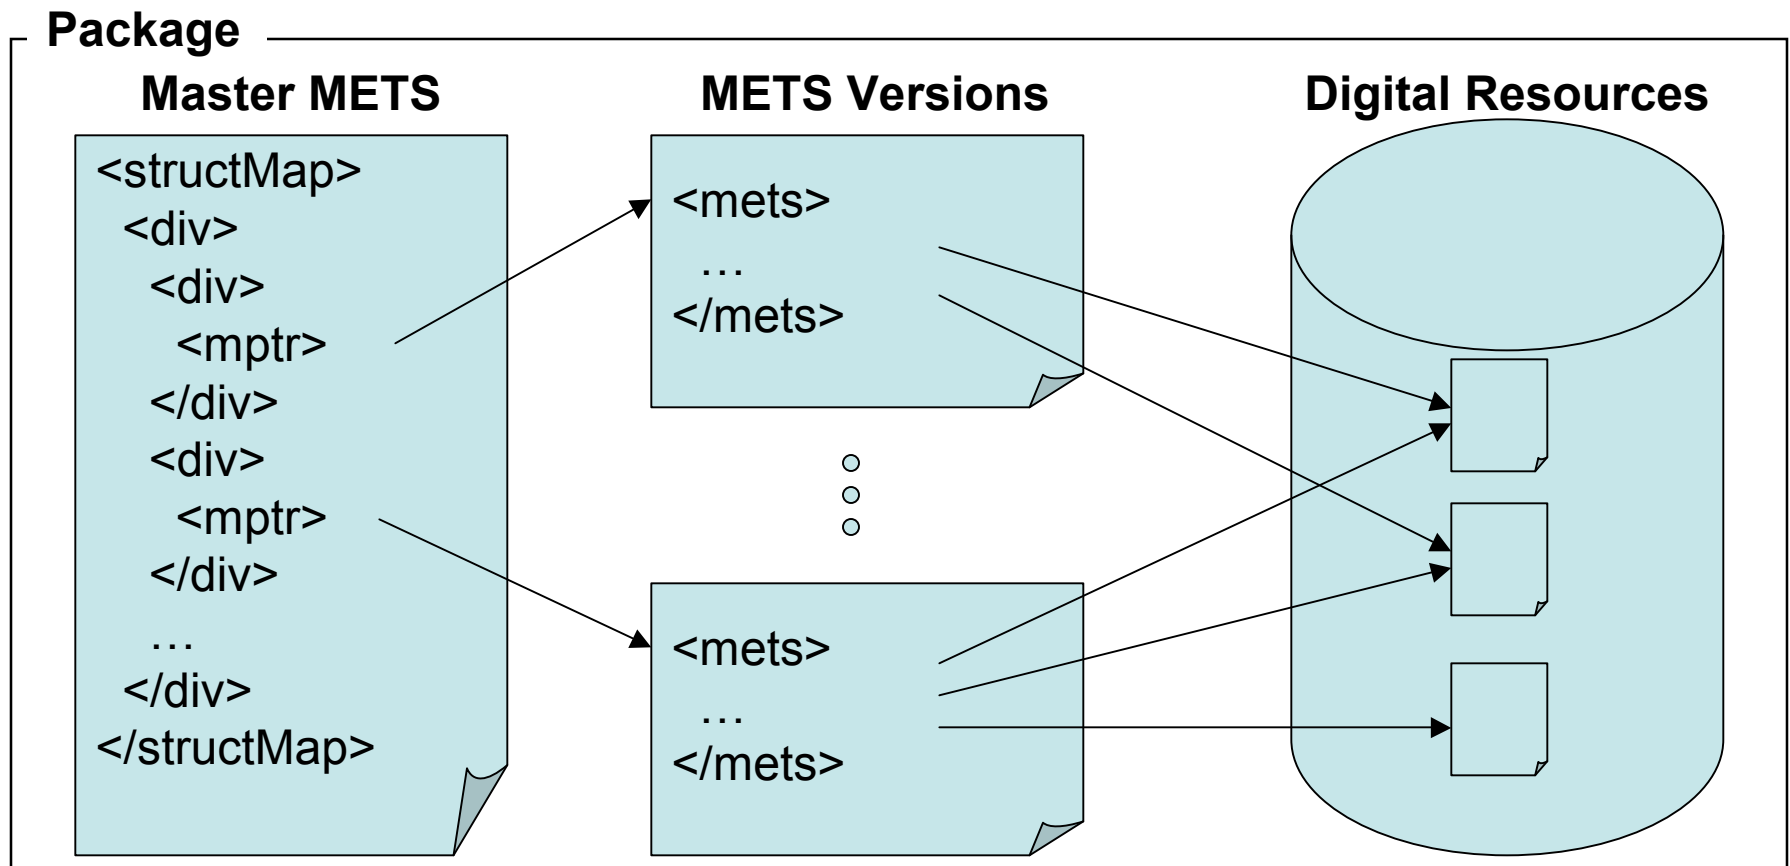 Package
Master METS
<structMap>
<div>
<div>
<mptr>
</div>
<div>
<mptr>
</div>
…
</div>
</structMap>
METS Versions
<mets>
…
</mets>
<mets>
…
</mets>
Digital Resources